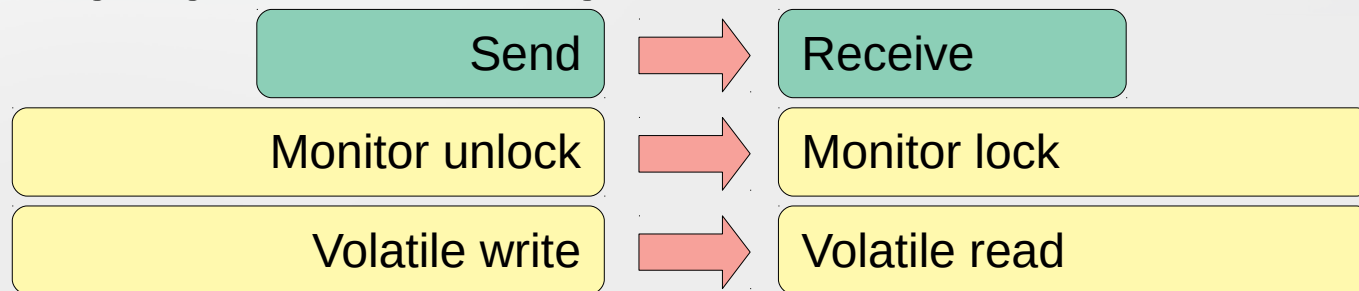 Send Receive
Monitor unlock Monitor lock
Volatile write Volatile read